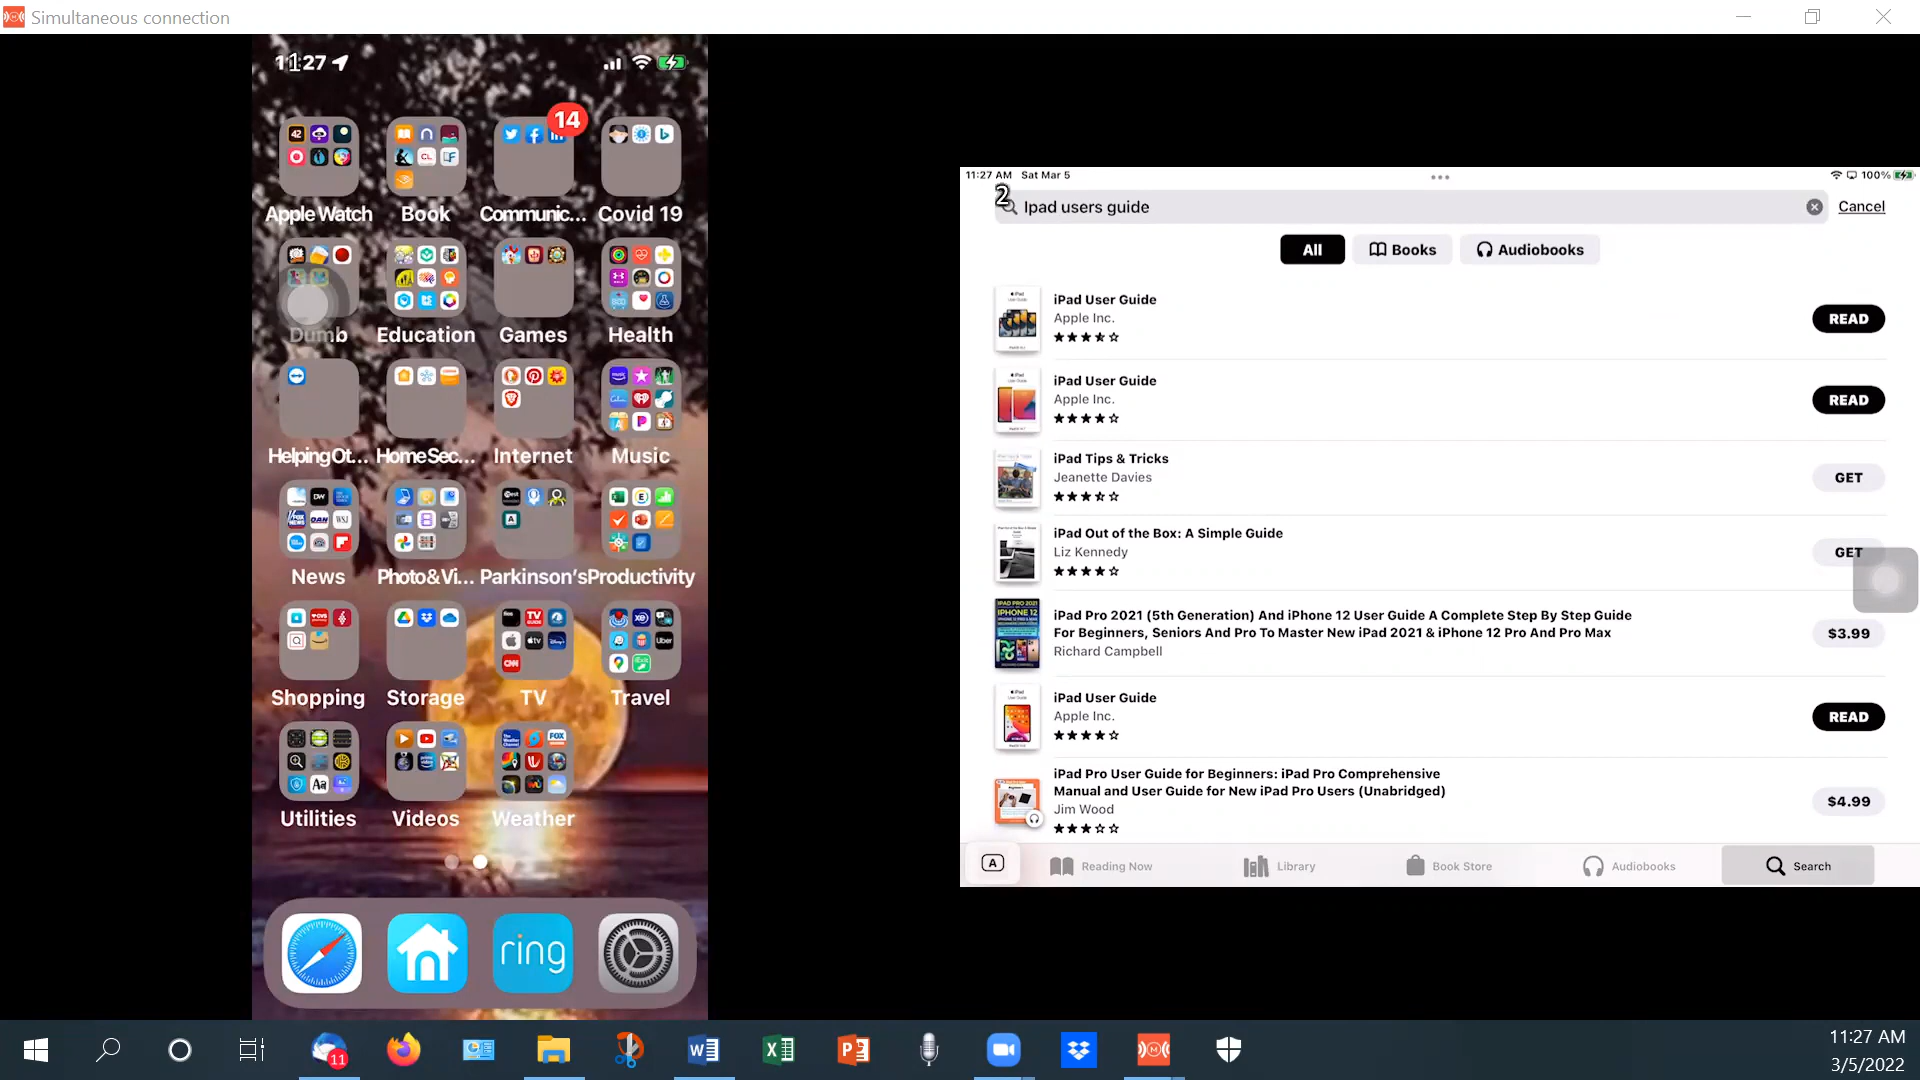 Simultaneous connection
14
Apple Watch Book Communic... Covid 19
Dumb Education Games Health
Helping Ot... Home Sec... Internet Music
News Photo & Vi... Parkinson's Productivity
Shopping Storage TV Travel
Utilities Videos Weather
ring
11:27 AM Sat Mar 5
100%
2
Ipad users guide
Cancel
All Books Audiobooks
iPad User Guide
Apple Inc.
READ
iPad User Guide
Apple Inc.
READ
iPad Tips & Tricks
Jeanette Davies
GET
iPad Out of the Box: A Simple Guide
Liz Kennedy
GET
iPad Pro 2021 (5th Generation) And iPhone 12 User Guide A Complete Step By Step Guide
For Beginners, Seniors And Pro To Master New iPad 2021 & iPhone 12 Pro And Pro Max
Richard Campbell
$3.99
iPad User Guide
Apple Inc.
READ
iPad Pro User Guide for Beginners: iPad Pro Comprehensive
Manual and User Guide for New iPad Pro Users (Unabridged)
Jim Wood
$4.99
A Reading Now Library Book Store Audiobooks Search
11
11:27 AM
3/5/2022